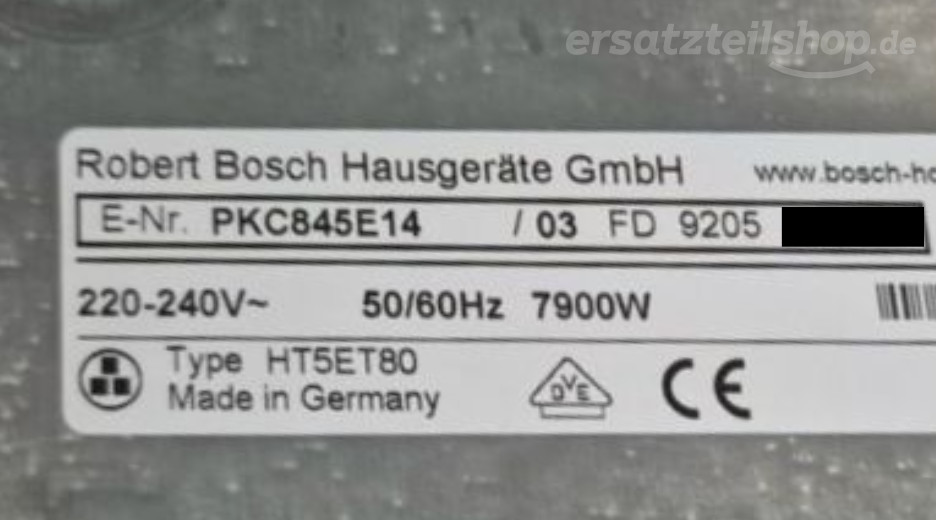 ersatzteilshop.de
Robert Bosch Hausgeräte GmbH www.bosch-ho
E-Nr. PKC845E14 / 03 FD 9205
220-240V~ 50/60Hz 7900W
Type HT5ET80
Made in Germany
DVE
CE